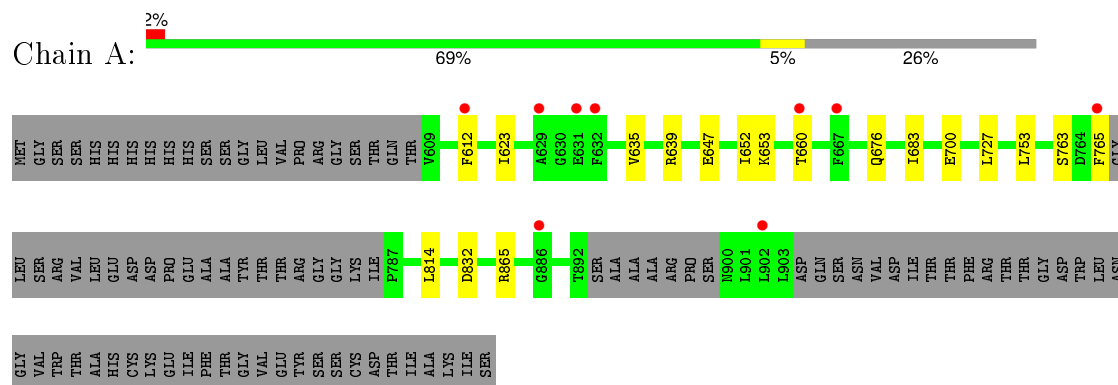 2%
Chain A:
69% 5% 26%
MET GLY SER SER HIS HIS HIS HIS HIS HIS SER SER GLY LEU VAL PRO ARG GLY SER THR GLN THR V609 F612 I623 A629 G630 E631 F632 V635 R639 E647 I652 K653 T660 F667 Q676 I683 E700 L727 L753 S763 D764 F765 GLY
LEU SER ARG VAL LEU GLU ASP ASP PRO GLU ALA ALA TYR THR THR ARG GLY GLY LYS ILE P787 L814 D832 R865 G886 T892 SER ALA ALA ALA ARG PRO SER N900 L901 L902 L903 ASP GLN SER ASN VAL ASP ILE THR THR PHE ARG THR THR GLY ASP TRP LEU ASN
GLY VAL TRP THR ALA HIS CYS LYS GLU ILE PHE THR GLY VAL GLU TYR SER SER CYS ASP THR ILE ALA LYS ILE SER